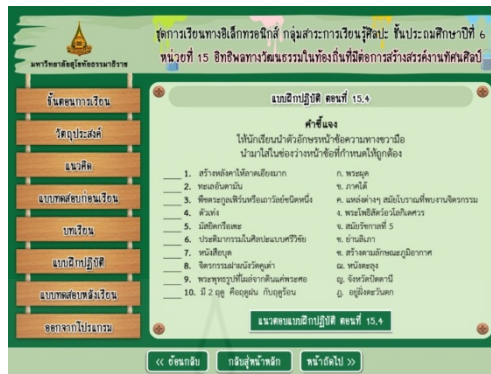 ชุดการเรียนทางอิเล็กทรอนิกส์ กลุ่มสาระการเรียนรู้ศิลปะ ชั้นประถมศึกษาปีที่ 6
หน่วยที่ 15 อิทธิพลทางวัฒนธรรมในท้องถิ่นที่มีต่อการสร้างสรรค์งานทัศนศิลป์
มหาวิทยาลัยสุโขทัยธรรมาธิราช
ขั้นตอนการเรียน
วัตถุประสงค์
แนวคิด
แบบทดสอบก่อนเรียน
บทเรียน
แบบฝึกปฏิบัติ
แบบทดสอบหลังเรียน
ออกจากโปรแกรม
แบบฝึกปฏิบัติ ตอนที่ 15.4
คำชี้แจง
ให้นักเรียนนำตัวอักษรหน้าข้อความทางขวามือ
นำมาใส่ในช่องว่างหน้าข้อที่กำหนดให้ถูกต้อง
_____ 1. สร้างหลังคาให้ลาดเอียงมาก ก. พระผุด
_____ 2. ทะเลอันดามัน ข. ภาคใต้
_____ 3. พืชตระกูลเฟิร์นหรือเถาวัลย์ชนิดหนึ่ง ค. แหล่งต่างๆ สมัยโบราณที่พบงานจิตรกรรม
_____ 4. ตัวเท่ง ง. พระโพธิสัตว์อวโลกิเตศวร
_____ 5. มัสยิดกรือเซะ จ. สมัยรัชกาลที่ 5
_____ 6. ประติมากรรมในศิลปะแบบศรีวิชัย ช. ย่านลิเภา
_____ 7. หนังสือบุด ซ. สร้างตามลักษณะภูมิอากาศ
_____ 8. จิตรกรรมฝาผนังวัดคูเต่า ฌ. หนังตะลุง
_____ 9. พระพุทธรูปที่โผล่จากดินแค่พระศอ ญ. จังหวัดปัตตานี
_____ 10. มี 2 ฤดู คือฤดูฝน กับฤดูร้อน ฎ. อยู่ฝั่งตะวันตก
แนวตอบแบบฝึกปฏิบัติ ตอนที่ 15.4
<< ย้อนกลับ
กลับสู่หน้าหลัก
หน้าถัดไป >>